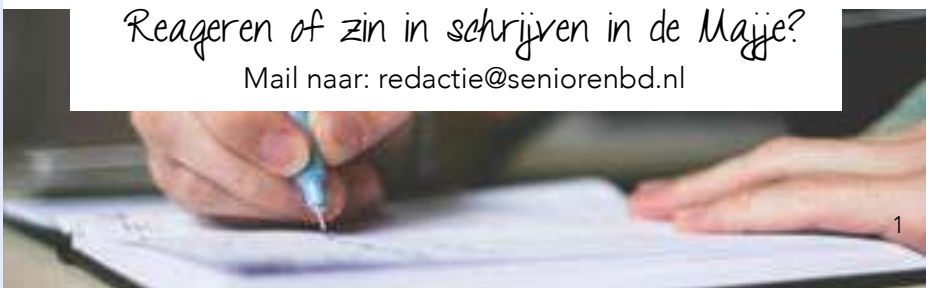 Reageren of zin in schrijven in de Majje?
Mail naar: redactie@seniorenbd.nl
1